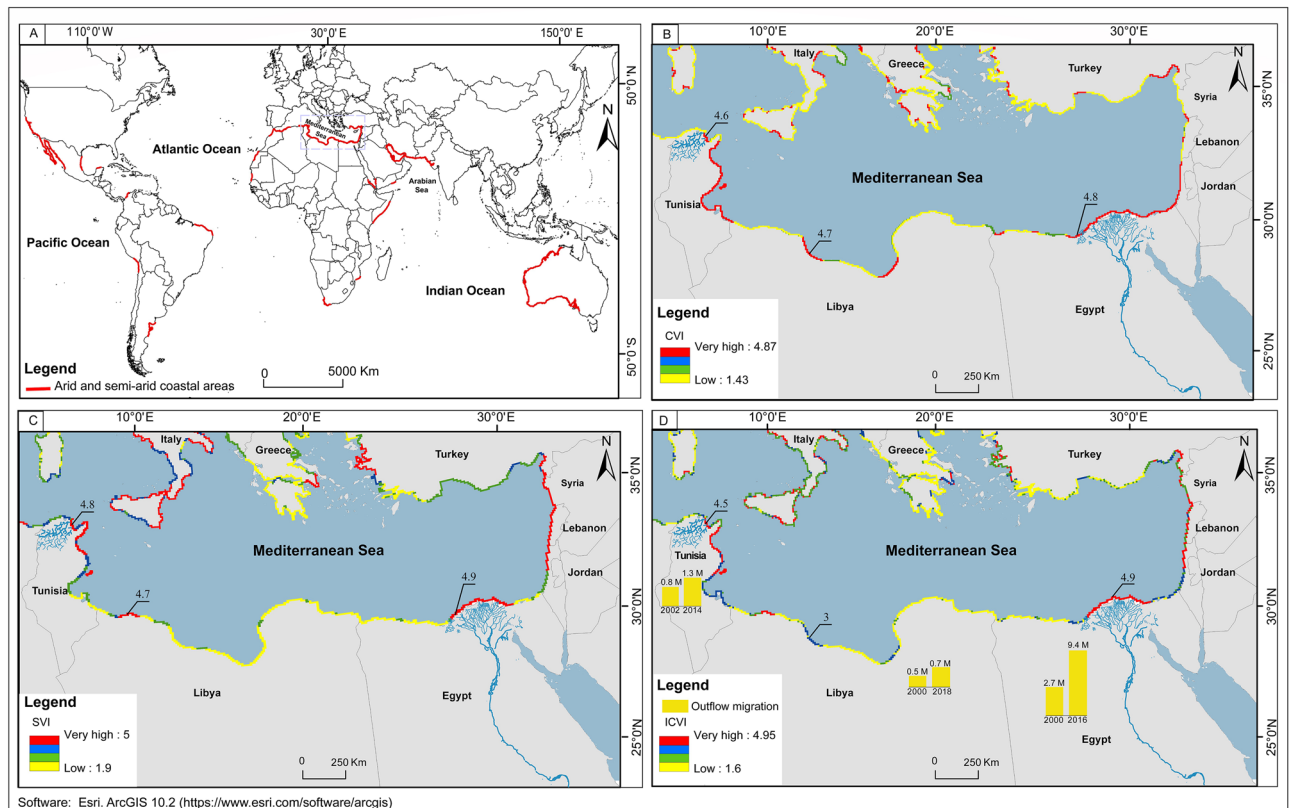 A
110°0'W
30°0'E
150°0'E
50°0'N
N
Mediterranean
Sea
Atlantic Ocean
Arabian
Sea
Pacific Ocean
Indian Ocean
Legend
Arid and semi-arid coastal areas
0
5000 Km
50°0'S
B
10°0'E
20°0'E
30°0'E
N
Italy
Greece
Turkey
35°0'N
Syria
4.6
Lebanon
Mediterranean Sea
Jordan
Tunisia
4.8
30°0'N
4.7
Libya
Egypt
Legend
CVI
Very high : 4.87
Low : 1.43
0
250 Km
25°0'N
C
10°0'E
20°0'E
30°0'E
N
Italy
Greece
Turkey
35°0'N
Syria
4.8
Lebanon
Mediterranean Sea
Jordan
Tunisia
4.7
4.9
30°0'N
Libya
Egypt
Legend
SVI
Very high : 5
Low : 1.9
0
250 Km
25°0'N
D
10°0'E
20°0'E
30°0'E
N
Italy
Greece
Turkey
35°0'N
Syria
4.5
Lebanon
Mediterranean Sea
Tunisia
Jordan
0.8 M
1.3 M
2002
2014
4.9
30°0'N
3
9.4 M
0.5 M
0.7 M
2.7 M
Libya
2000
2018
2000
2016
Egypt
Legend
Outflow migration
ICVI
Very high : 4.95
Low : 1.6
0
250 Km
25°0'N
Software: Esri. ArcGIS 10.2 (https://www.esri.com/software/arcgis)